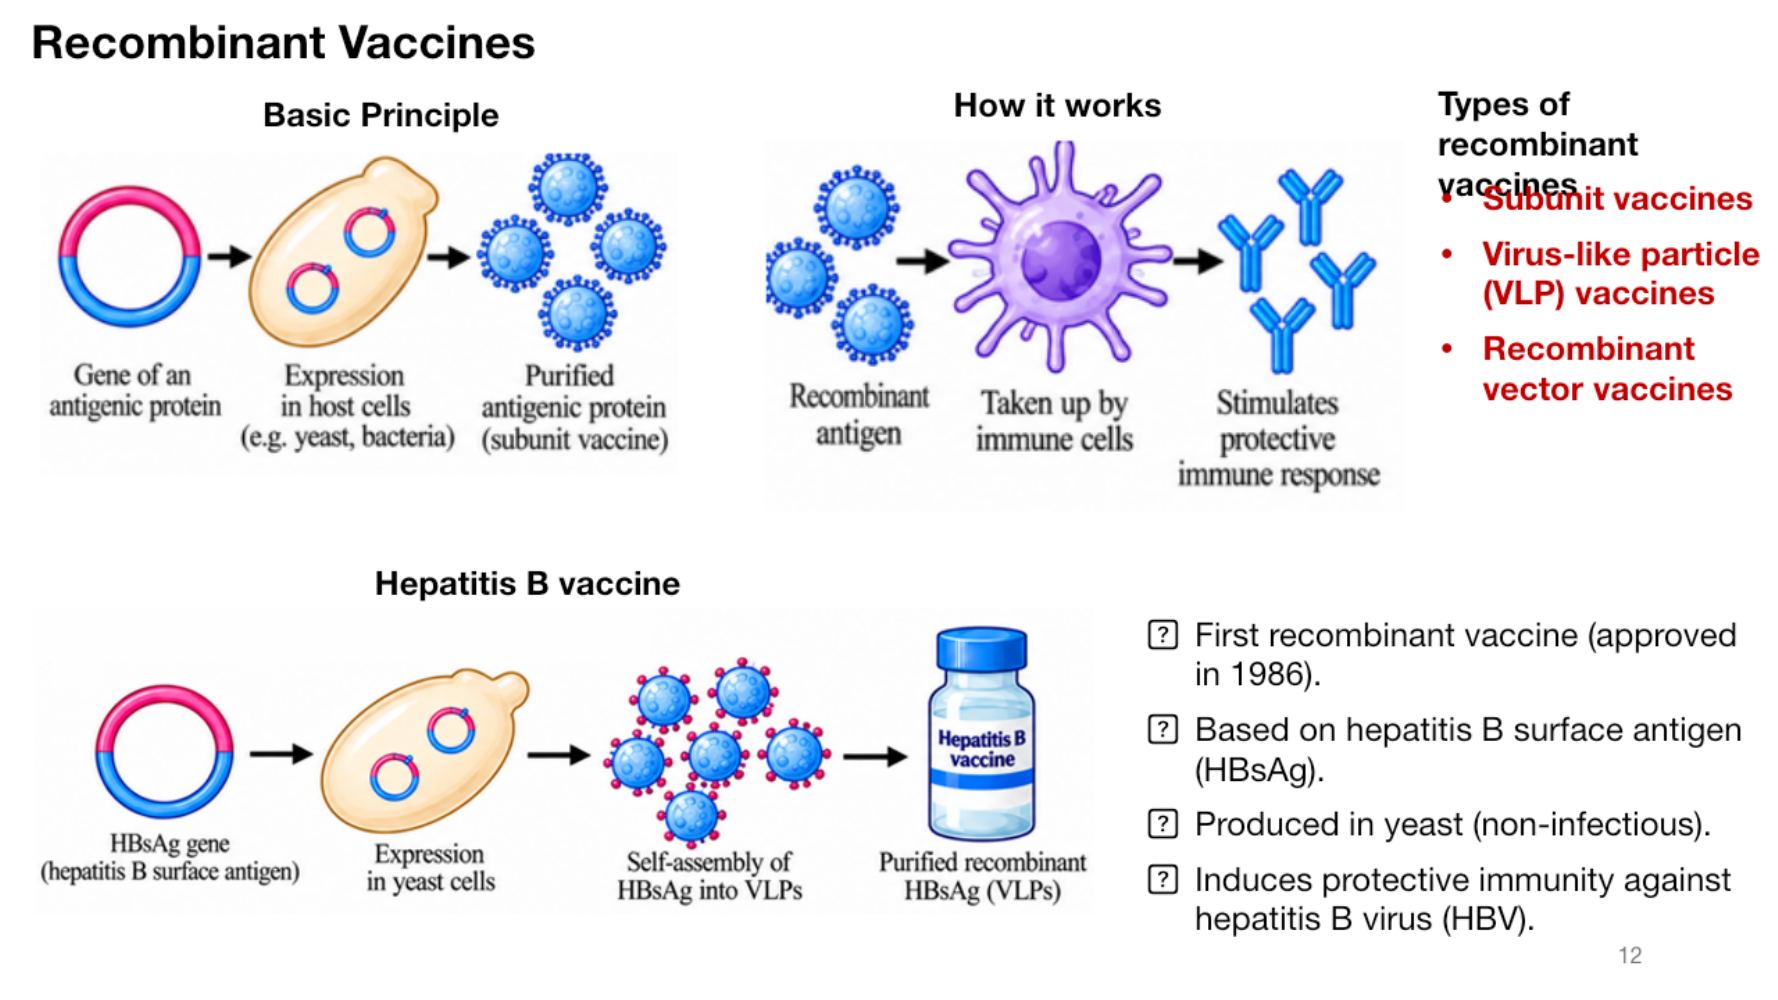 Recombinant Vaccines
Basic Principle
Gene of an
antigenic protein
Expression
in host cells
(e.g. yeast, bacteria)
Purified
antigenic protein
(subunit vaccine)
How it works
Recombinant
antigen
Taken up by
immune cells
Stimulates
protective
immune response
Types of
recombinant
vaccines
• Subunit vaccines
• Virus-like particle
(VLP) vaccines
• Recombinant
vector vaccines
Hepatitis B vaccine
HBsAg gene
(hepatitis B surface antigen)
Expression
in yeast cells
Self-assembly of
HBsAg into VLPs
Hepatitis B
vaccine
Purified recombinant
HBsAg (VLPs)
? First recombinant vaccine (approved
in 1986).
? Based on hepatitis B surface antigen
(HBsAg).
? Produced in yeast (non-infectious).
? Induces protective immunity against
hepatitis B virus (HBV).
12